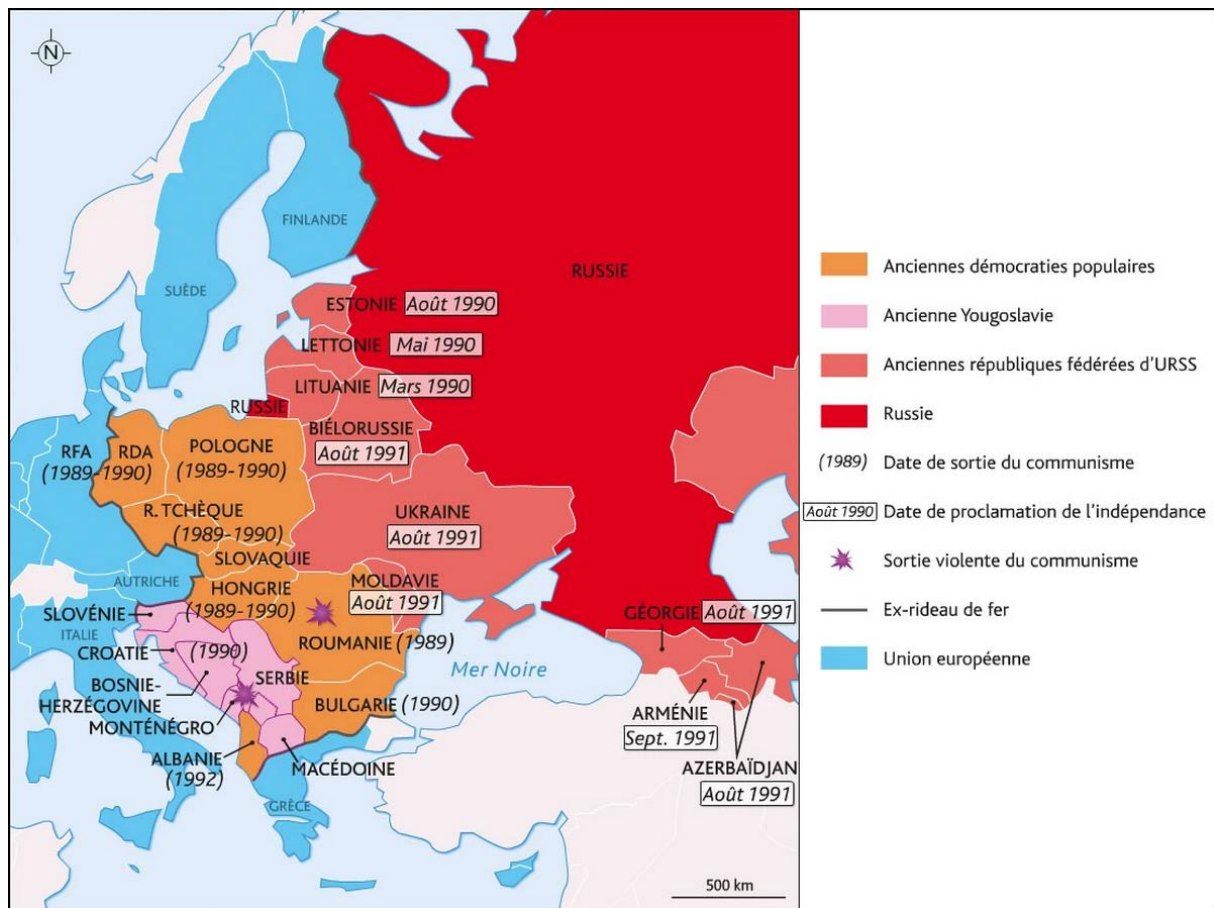 N
FINLANDE
SUÈDE
RUSSIE
ESTONIE Août 1990
LETTONIE Mai 1990
LITUANIE Mars 1990
RUSSIE
BIÉLORUSSIE
Août 1991
RFA
(1989-1990)
RDA
POLOGNE
(1989-1990)
R. TCHÈQUE
(1989-1990)
UKRAINE
Août 1991
SLOVAQUIE
AUTRICHE
HONGRIE
(1989-1990)
MOLDAVIE
Août 1991
SLOVÉNIE
ITALIE
CROATIE
(1990)
ROUMANIE (1989)
GÉORGIE Août 1991
Mer Noire
BOSNIE-
HERZÉGOVINE
SERBIE
MONTÉNÉGRO
BULGARIE (1990)
ALBANIE
(1992)
MACÉDOINE
ARMÉNIE
Sept. 1991
AZERBAÏDJAN
Août 1991
GRÈCE
500 km
Anciennes démocraties populaires
Ancienne Yougoslavie
Anciennes républiques fédérées d'URSS
Russie
(1989) Date de sortie du communisme
Août 1990 Date de proclamation de l'indépendance
Sortie violente du communisme
Ex-rideau de fer
Union européenne